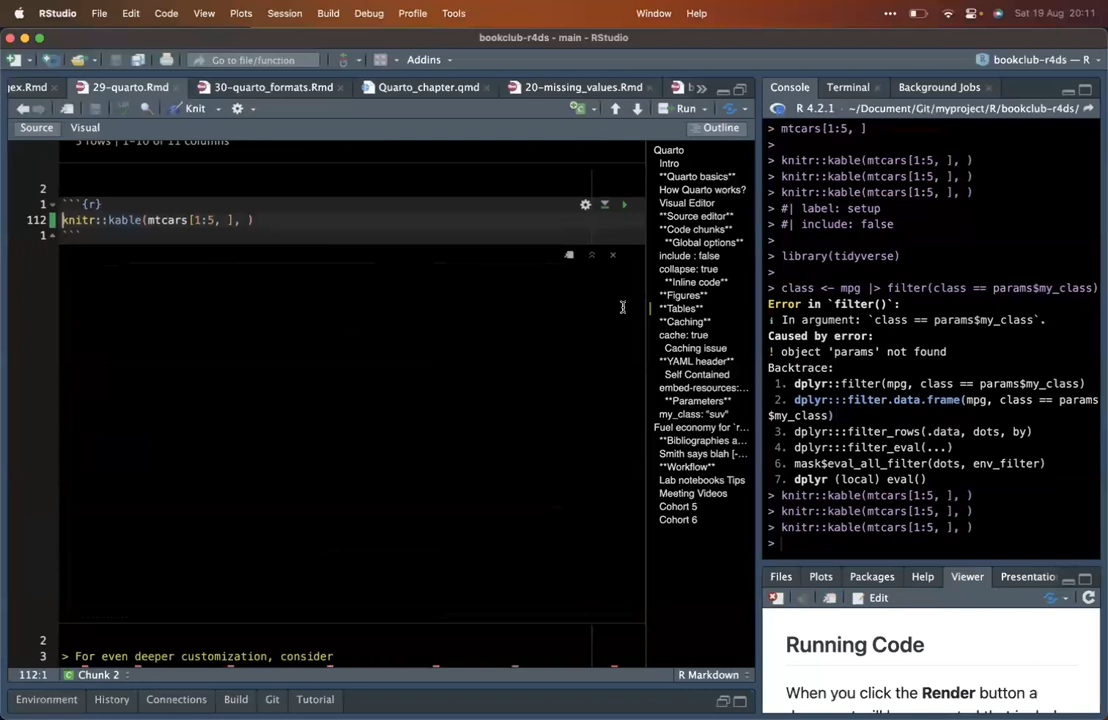 RStudio File Edit Code View Plots Session Build Debug Profile Tools Window Help Sat 19 Aug 20:11
bookclub-r4ds - main - RStudio
Go to file/function Addins bookclub-r4ds — R
gex.Rmd 29-quarto.Rmd 30-quarto_formats.Rmd Quarto_chapter.qmd 20-missing_values.Rmd
Knit Run
Source Visual Outline
2
1 ```{r}
112 knitr::kable(mtcars[1:5, ], )
1 ```
2
3 > For even deeper customization, consider
112:1 Chunk 2 R Markdown
Environment History Connections Build Git Tutorial
Quarto
Intro
**Quarto basics**
How Quarto works?
Visual Editor
**Source editor**
**Code chunks**
**Global options**
include : false
collapse: true
**Inline code**
**Figures**
**Tables**
**Caching**
cache: true
Caching issue
**YAML header**
Self Contained
embed-resources:...
**Parameters**
my_class: "suv"
Fuel economy for `r...
**Bibliographies a...
Smith says blah [-...
**Workflow**
Lab notebooks Tips
Meeting Videos
Cohort 5
Cohort 6
Console Terminal Background Jobs
R 4.2.1 · ~/Document/Git/myproject/R/bookclub-r4ds/
> mtcars[1:5, ]
>
> knitr::kable(mtcars[1:5, ], )
> knitr::kable(mtcars[1:5, ], )
> knitr::kable(mtcars[1:5, ], )
> #| label: setup
> #| include: false
>
> library(tidyverse)
>
> class <- mpg |> filter(class == params$my_class)
Error in `filter()`:
ℹ In argument: `class == params$my_class`.
Caused by error:
! object 'params' not found
Backtrace:
1. dplyr::filter(mpg, class == params$my_class)
2. dplyr:::filter.data.frame(mpg, class == params
$my_class)
3. dplyr:::filter_rows(.data, dots, by)
4. dplyr:::filter_eval(...)
6. mask$eval_all_filter(dots, env_filter)
7. dplyr (local) eval()
> knitr::kable(mtcars[1:5, ], )
> knitr::kable(mtcars[1:5, ], )
> knitr::kable(mtcars[1:5, ], )
>
Files Plots Packages Help Viewer Presentatio
Edit
Running Code
When you click the Render button a